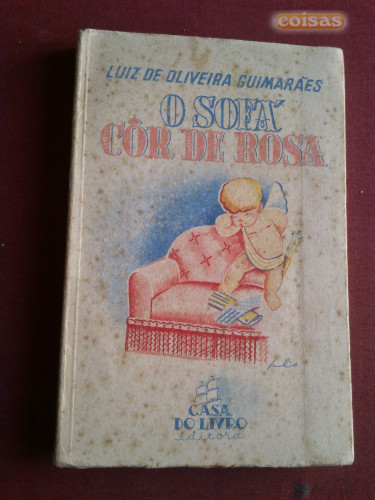 coisas
LUIZ DE OLIVEIRA GUIMARÃES
O SOFÁ
CÔR DE ROSA
CASA
DO LIVRO
editora